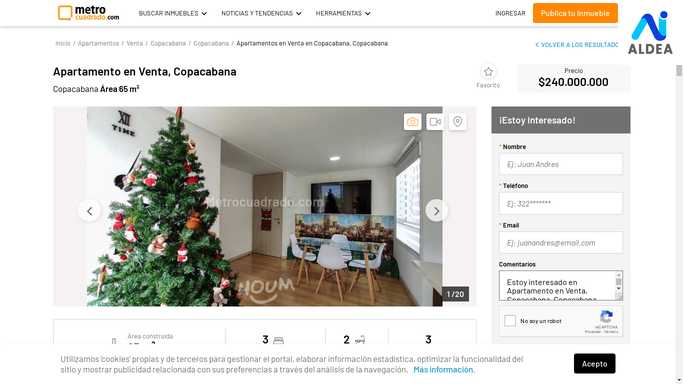 metro
cuadrado.com
BUSCAR INMUEBLES
NOTICIAS Y TENDENCIAS
HERRAMIENTAS
INGRESAR
Publica tu Inmueble
ALDEA
Inicio / Apartamentos / Venta / Copacabana / Copacabana / Apartamentos en Venta en Copacabana, Copacabana
VOLVER A LOS RESULTADO
Apartamento en Venta, Copacabana
Copacabana Área 65 m²
Favorito
Precio
$240.000.000
XII
TIME
Metrocuadrado.com
HOUM
1 / 20
¡Estoy Interesado!
* Nombre
Ej: Juan Andres
* Teléfono
Ej: 322*******
* Email
Ej: juanandres@email.com
Comentarios
Estoy interesado en
Apartamento en Venta,
Copacabana, Copacabana
No soy un robot
reCAPTCHA
Privacidad - Términos
Área construida
3
2
3
Utilizamos 'cookies' propias y de terceros para gestionar el portal, elaborar información estadística, optimizar la funcionalidad del
sitio y mostrar publicidad relacionada con sus preferencias a través del análisis de la navegación. Más información.
Acepto